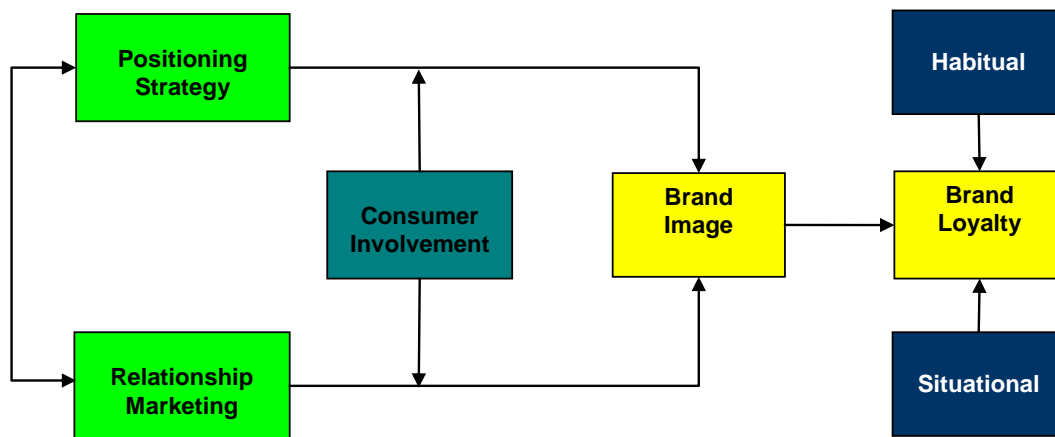 Positioning
Strategy
Habitual
Consumer
Involvement
Brand
Image
Brand
Loyalty
Relationship
Marketing
Situational